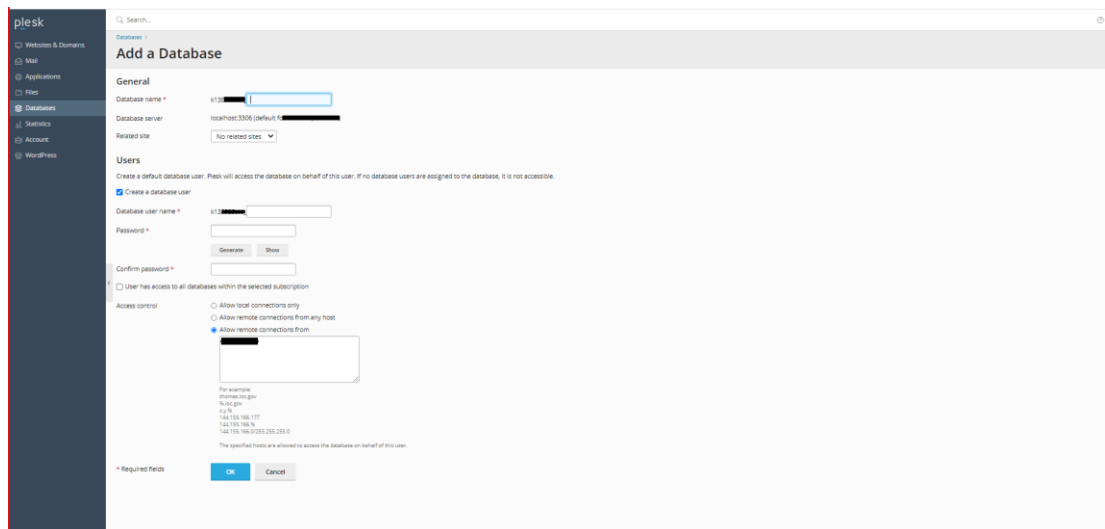 plesk
Search...
Websites & Domains
Mail
Applications
Files
Databases
Statistics
Account
WordPress
Databases >
Add a Database
General
Database name *
Database server localhost:3306 (default
Related site No related sites
Users
Create a default database user. Plesk will access the database on behalf of this user. If no database users are assigned to the database, it is not accessible.
Create a database user
Database user name *
Password *
Generate Show
Confirm password *
User has access to all databases within the selected subscription
Access control Allow local connections only
Allow remote connections from any host
Allow remote connections from
For example:
thomas.loc.gov
%.loc.gov
x.y.%
144.155.166.177
144.155.166.%
144.155.166.0/255.255.255.0
The specified hosts are allowed to access the database on behalf of this user.
* Required fields OK Cancel